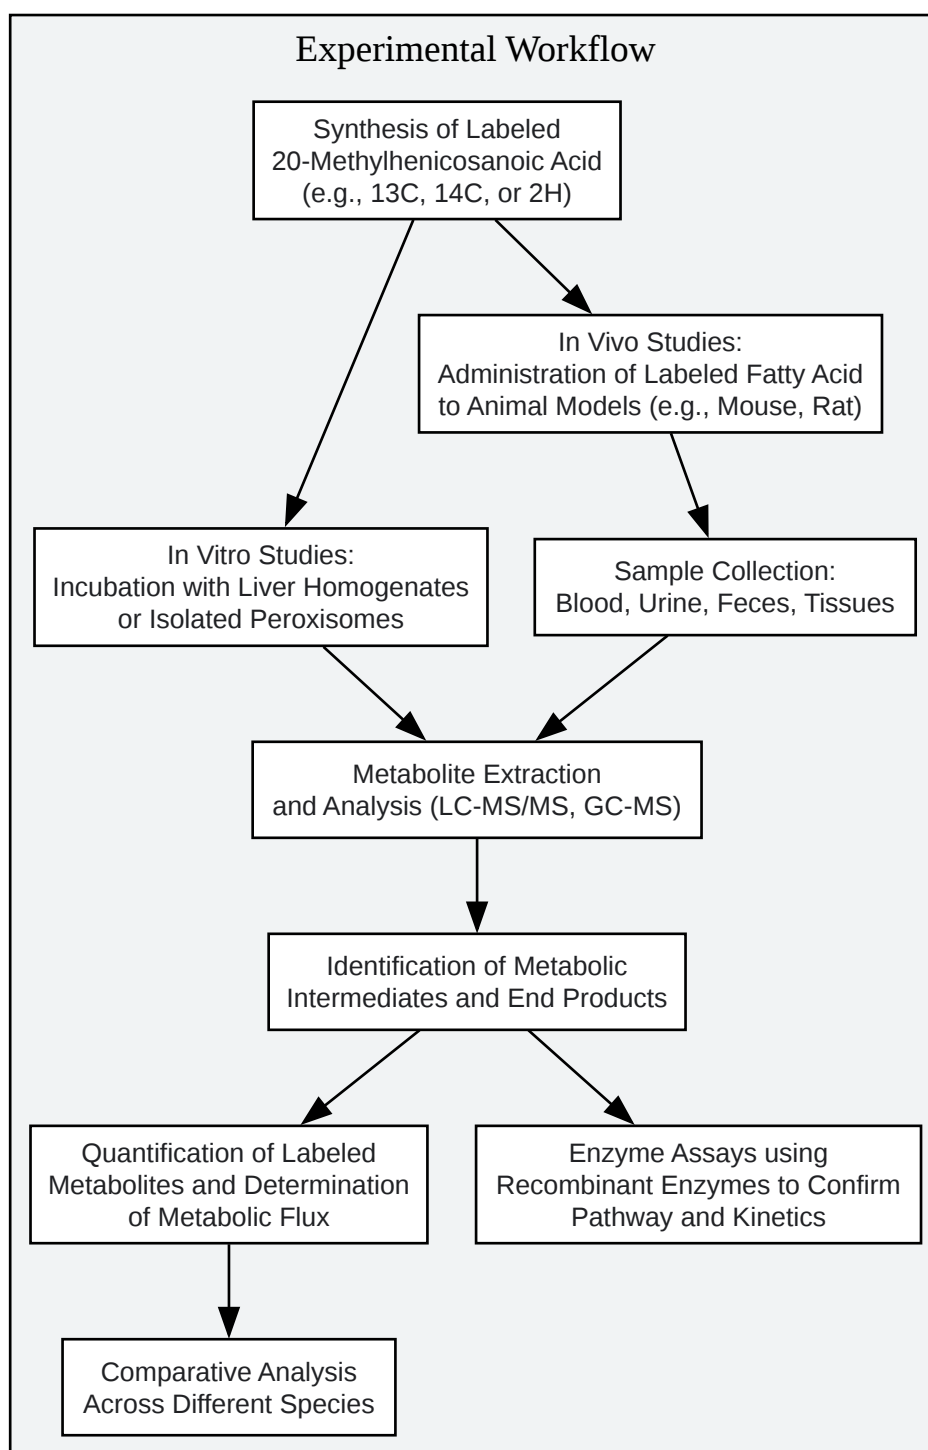 Experimental Workflow
Synthesis of Labeled
20-Methylhenicosanoic Acid
(e.g., 13C, 14C, or 2H)
In Vivo Studies:
Administration of Labeled Fatty Acid
to Animal Models (e.g., Mouse, Rat)
In Vitro Studies:
Incubation with Liver Homogenates
or Isolated Peroxisomes
Sample Collection:
Blood, Urine, Feces, Tissues
Metabolite Extraction
and Analysis (LC-MS/MS, GC-MS)
Identification of Metabolic
Intermediates and End Products
Quantification of Labeled
Metabolites and Determination
of Metabolic Flux
Enzyme Assays using
Recombinant Enzymes to Confirm
Pathway and Kinetics
Comparative Analysis
Across Different Species